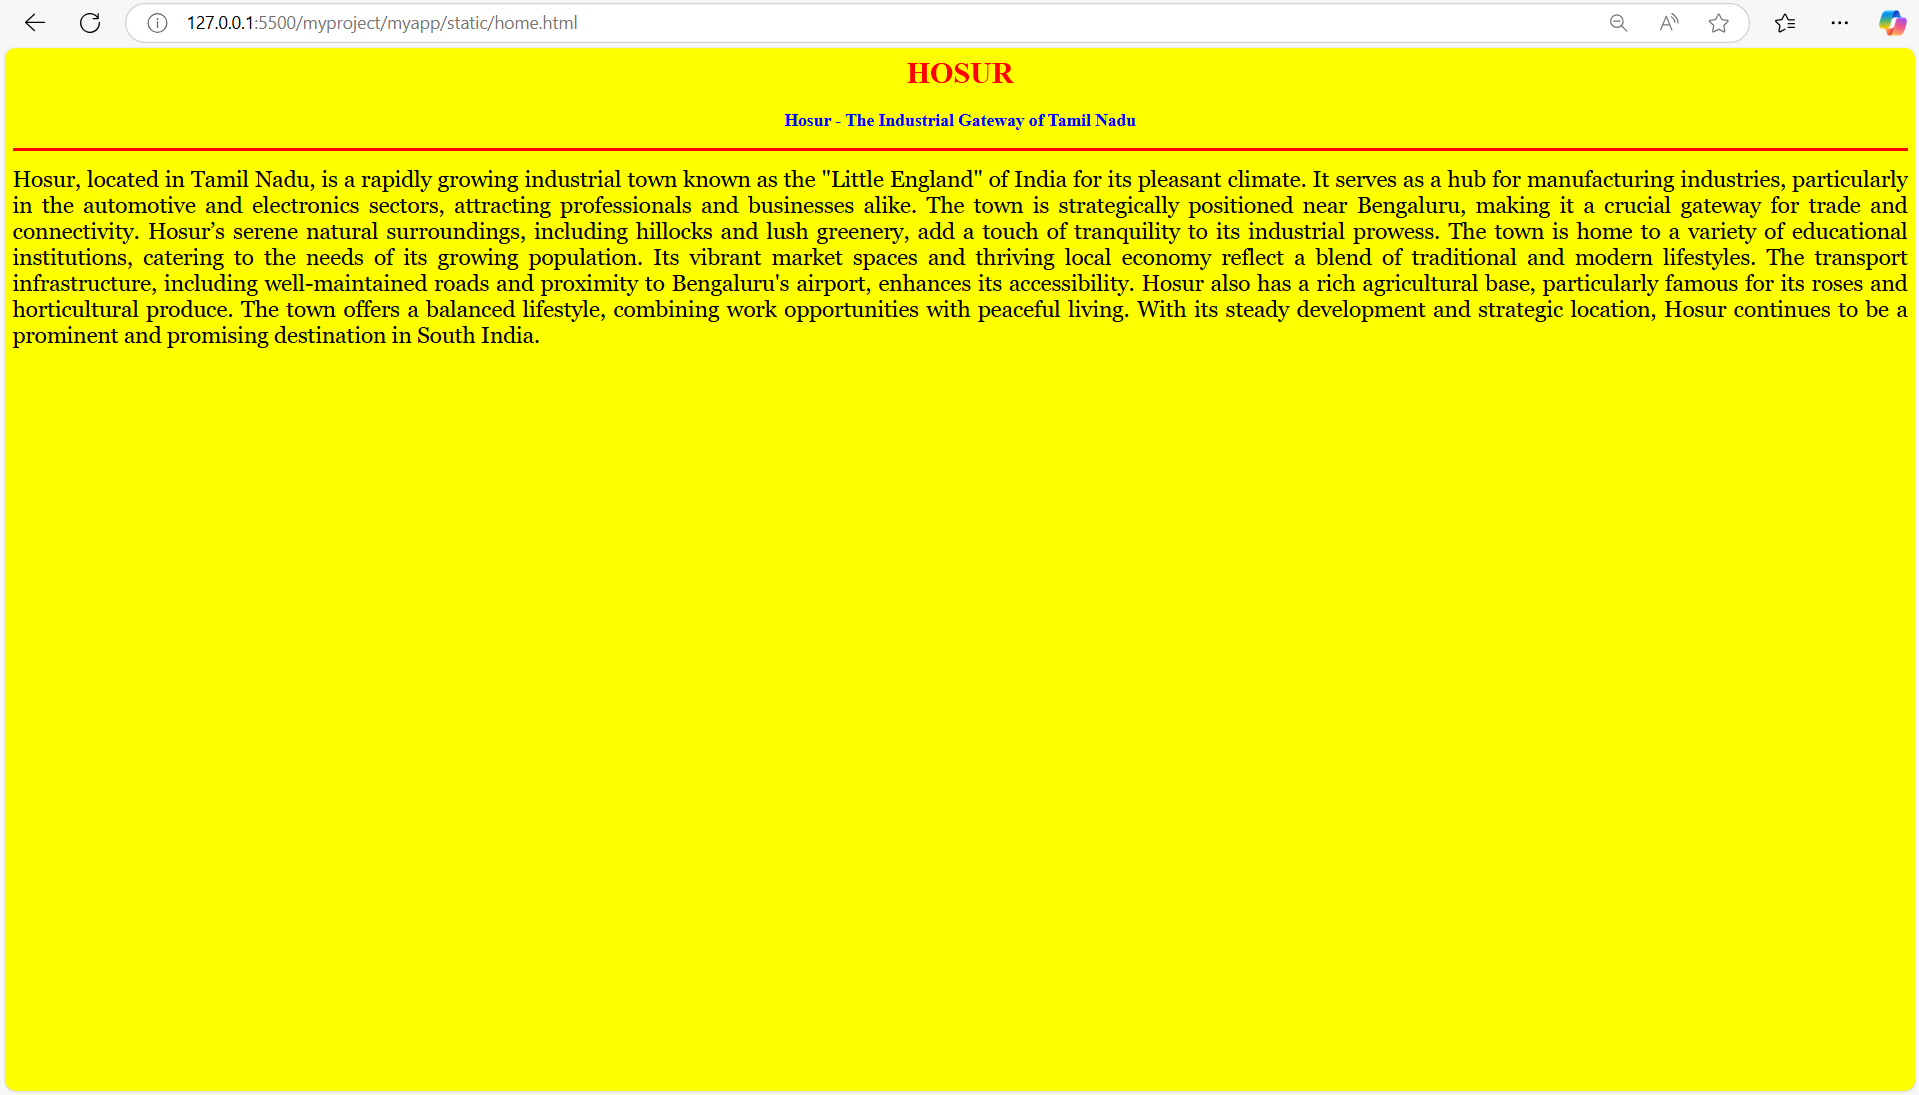 127.0.0.1:5500/myproject/myapp/static/home.html
HOSUR
Hosur - The Industrial Gateway of Tamil Nadu
Hosur, located in Tamil Nadu, is a rapidly growing industrial town known as the "Little England" of India for its pleasant climate. It serves as a hub for manufacturing industries, particularly
in the automotive and electronics sectors, attracting professionals and businesses alike. The town is strategically positioned near Bengaluru, making it a crucial gateway for trade and
connectivity. Hosur’s serene natural surroundings, including hillocks and lush greenery, add a touch of tranquility to its industrial prowess. The town is home to a variety of educational
institutions, catering to the needs of its growing population. Its vibrant market spaces and thriving local economy reflect a blend of traditional and modern lifestyles. The transport
infrastructure, including well-maintained roads and proximity to Bengaluru's airport, enhances its accessibility. Hosur also has a rich agricultural base, particularly famous for its roses and
horticultural produce. The town offers a balanced lifestyle, combining work opportunities with peaceful living. With its steady development and strategic location, Hosur continues to be a
prominent and promising destination in South India.